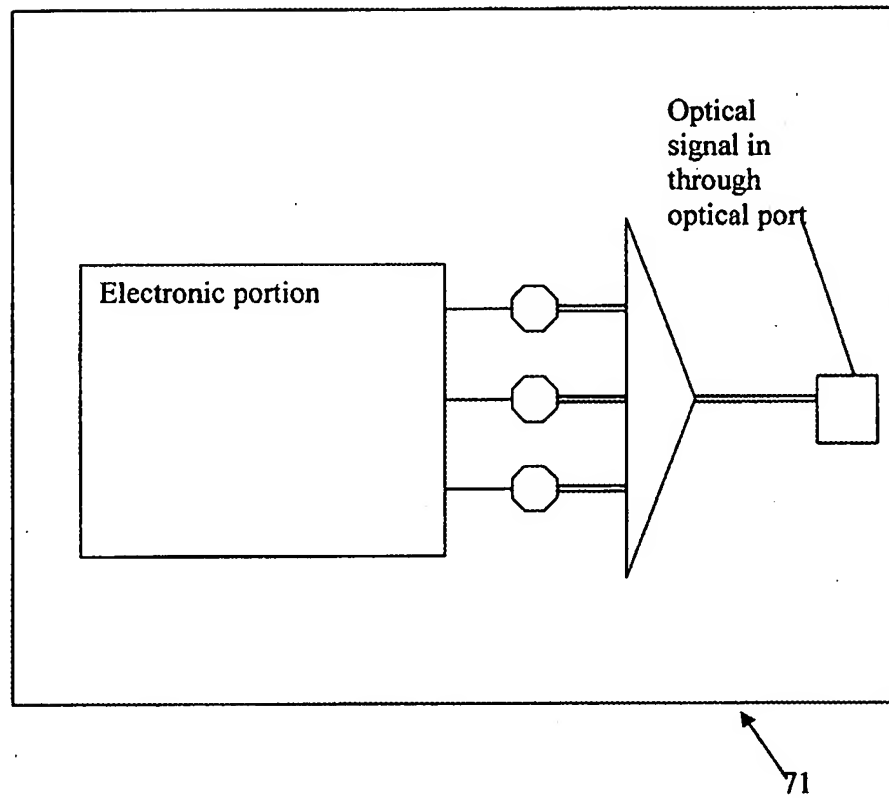 Optical
signal in
through
optical port
Electronic portion
71